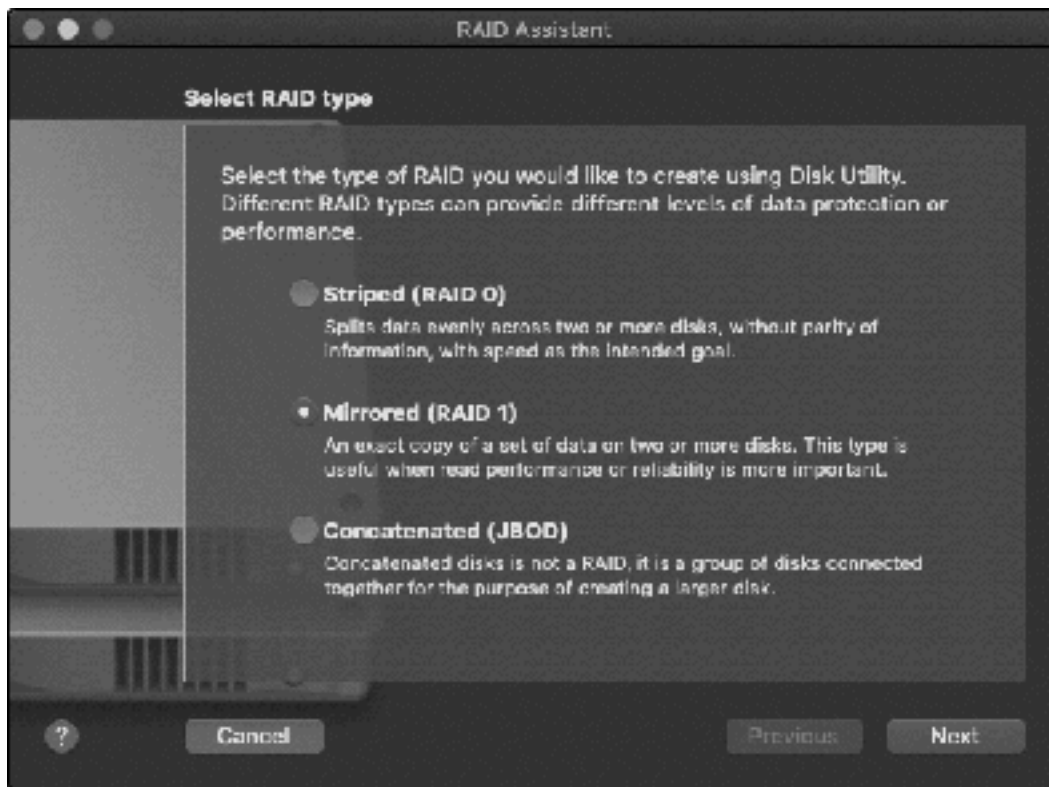 RAID Assistant
Select RAID type
Select the type of RAID you would like to create using Disk Utility.
Different RAID types can provide different levels of data protection or
performance.
Striped (RAID 0)
Splits data evenly across two or more disks, without parity of
information, with speed as the intended goal.
Mirrored (RAID 1)
An exact copy of a set of data on two or more disks. This type is
useful when read performance or reliability is more important.
Concatenated (JBOD)
Concatenated disks is not a RAID, it is a group of disks connected
together for the purpose of creating a larger disk.
?
Cancel
Previous
Next